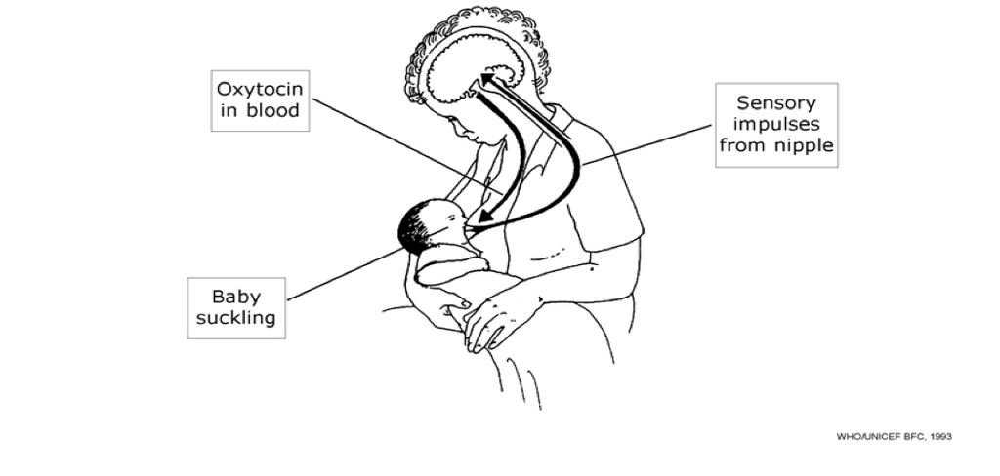 Oxytocin
in blood
Sensory
impulses
from nipple
Baby
suckling
WHO/UNICEF BFC, 1993